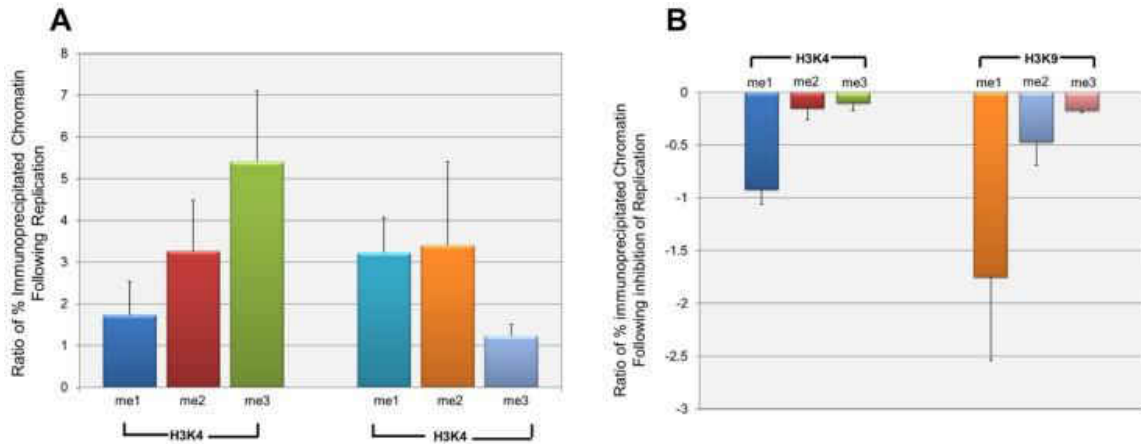 A
Ratio of % Immunoprecipitated Chromatin
Following Replication
8
7
6
5
4
3
2
1
0
me1 me2 me3 me1 me2 me3
H3K4 H3K4
B
Ratio of % immunoprecipitated Chromatin
Following inhibition of Replication
H3K4 H3K9
me1 me2 me3 me1 me2 me3
0
-0.5
-1
-1.5
-2
-2.5
-3